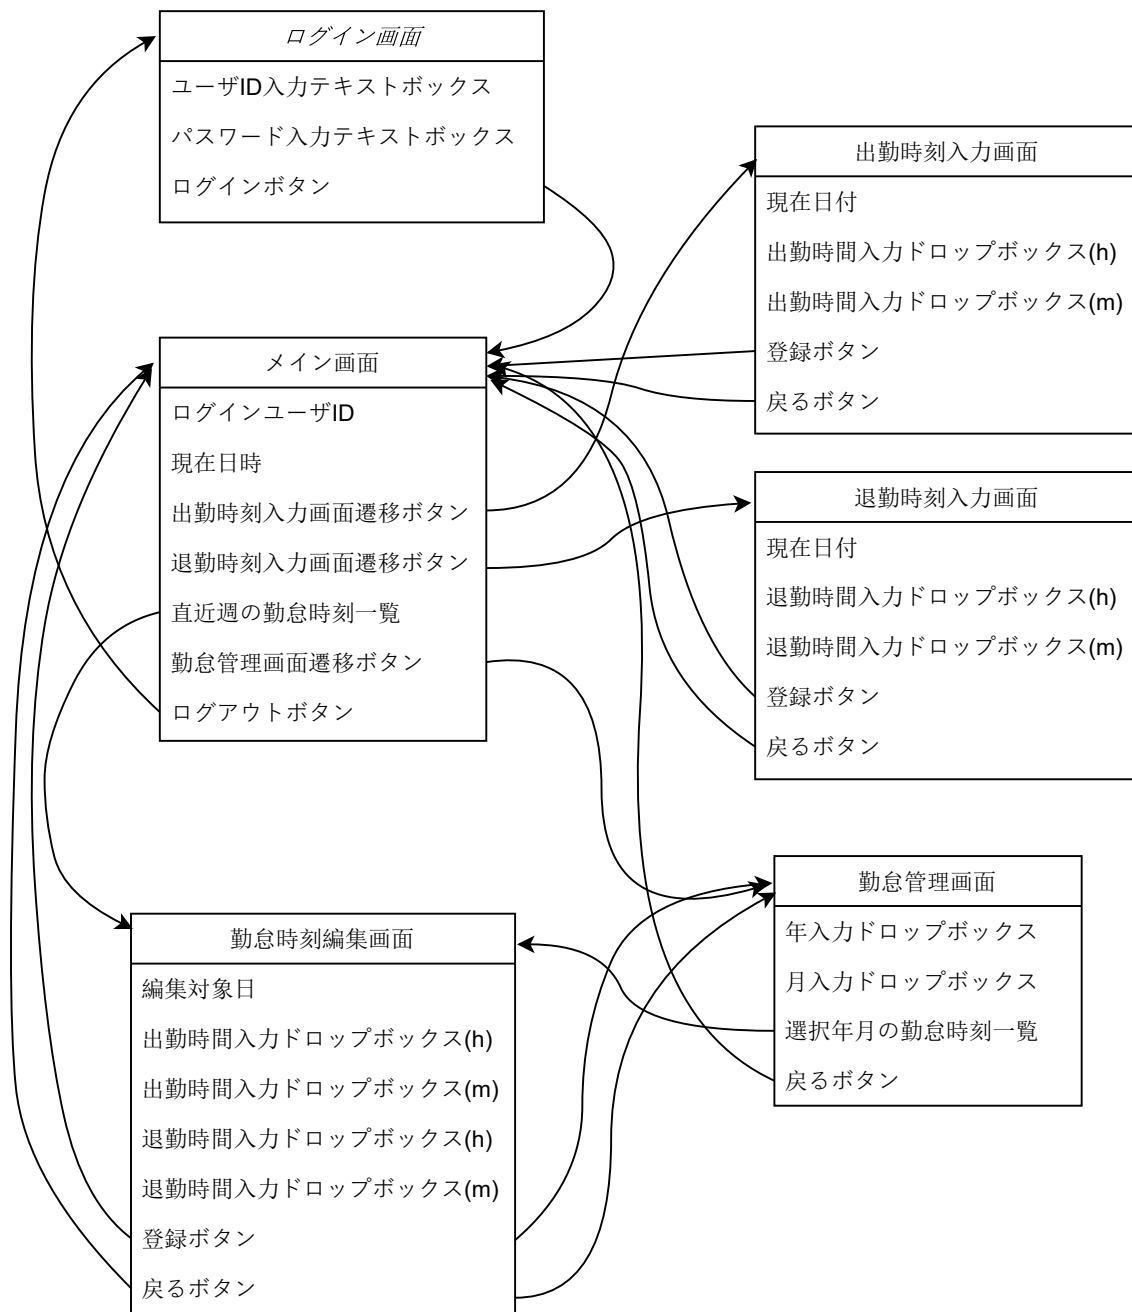 ログイン画面
ユーザID入力テキストボックス
パスワード入力テキストボックス
ログインボタン
出勤時刻入力画面
現在日付
出勤時間入力ドロップボックス(h)
出勤時間入力ドロップボックス(m)
登録ボタン
戻るボタン
メイン画面
ログインユーザID
現在日時
出勤時刻入力画面遷移ボタン
退勤時刻入力画面遷移ボタン
直近週の勤怠時刻一覧
勤怠管理画面遷移ボタン
ログアウトボタン
退勤時刻入力画面
現在日付
退勤時間入力ドロップボックス(h)
退勤時間入力ドロップボックス(m)
登録ボタン
戻るボタン
勤怠管理画面
年入力ドロップボックス
月入力ドロップボックス
選択年月の勤怠時刻一覧
戻るボタン
勤怠時刻編集画面
編集対象日
出勤時間入力ドロップボックス(h)
出勤時間入力ドロップボックス(m)
退勤時間入力ドロップボックス(h)
退勤時間入力ドロップボックス(m)
登録ボタン
戻るボタン